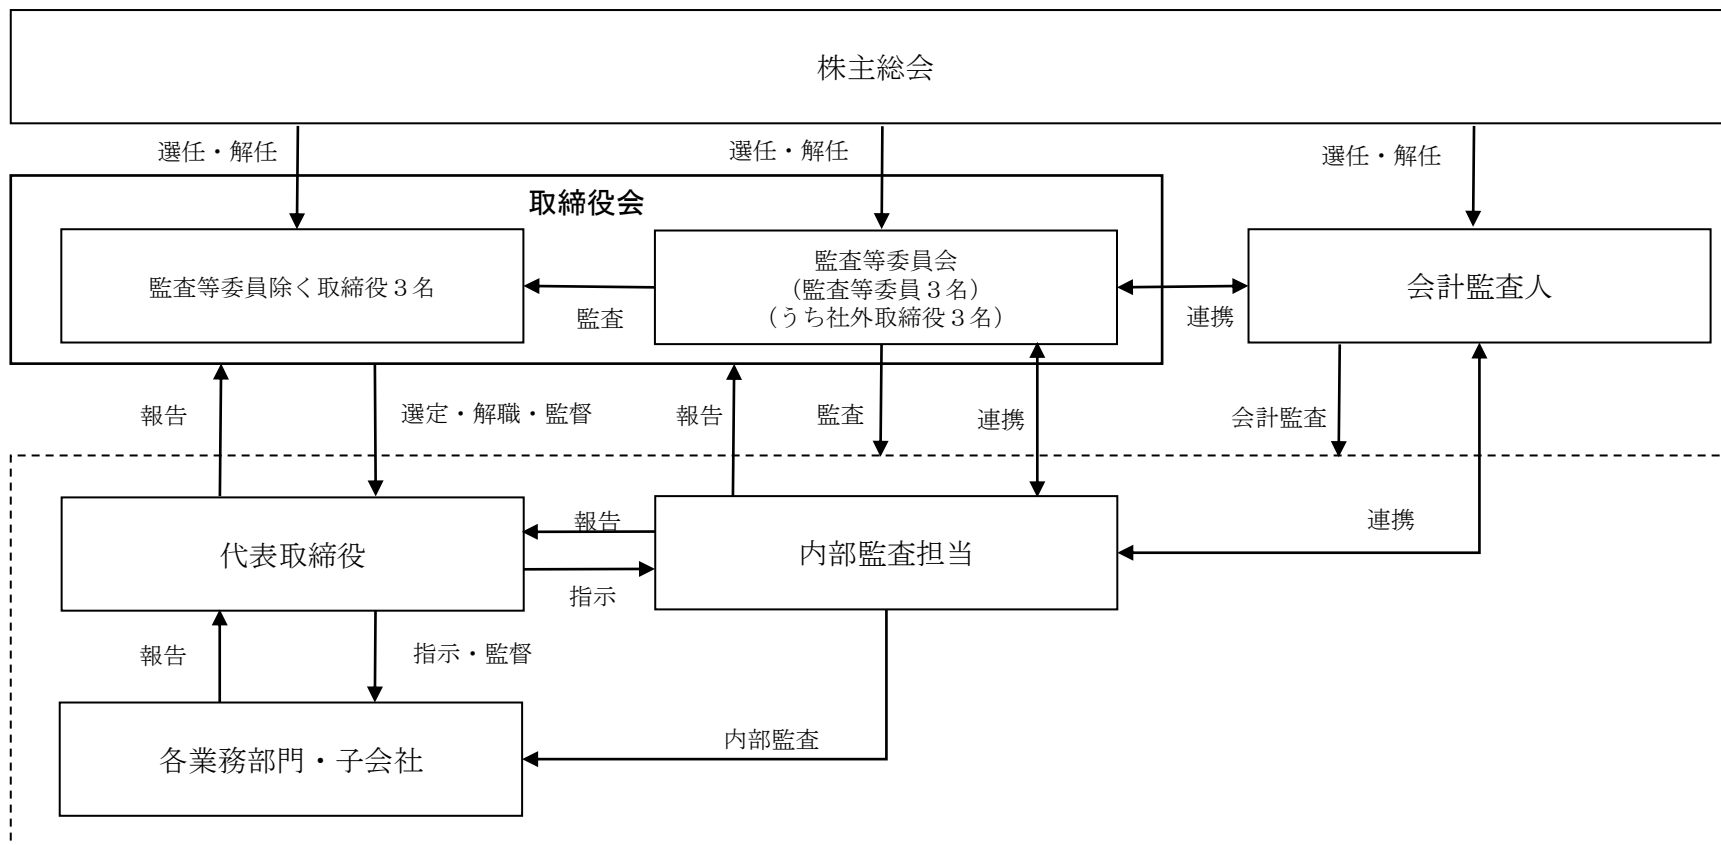 株主総会
選任・解任
選任・解任
選任・解任
取締役会
監査等委員除く取締役３名
監査
監査等委員会
（監査等委員３名）
（うち社外取締役３名）
連携
会計監査人
報告
選定・解職・監督
報告
監査
連携
会計監査
代表取締役
報告
指示
内部監査担当
連携
報告
指示・監督
内部監査
各業務部門・子会社